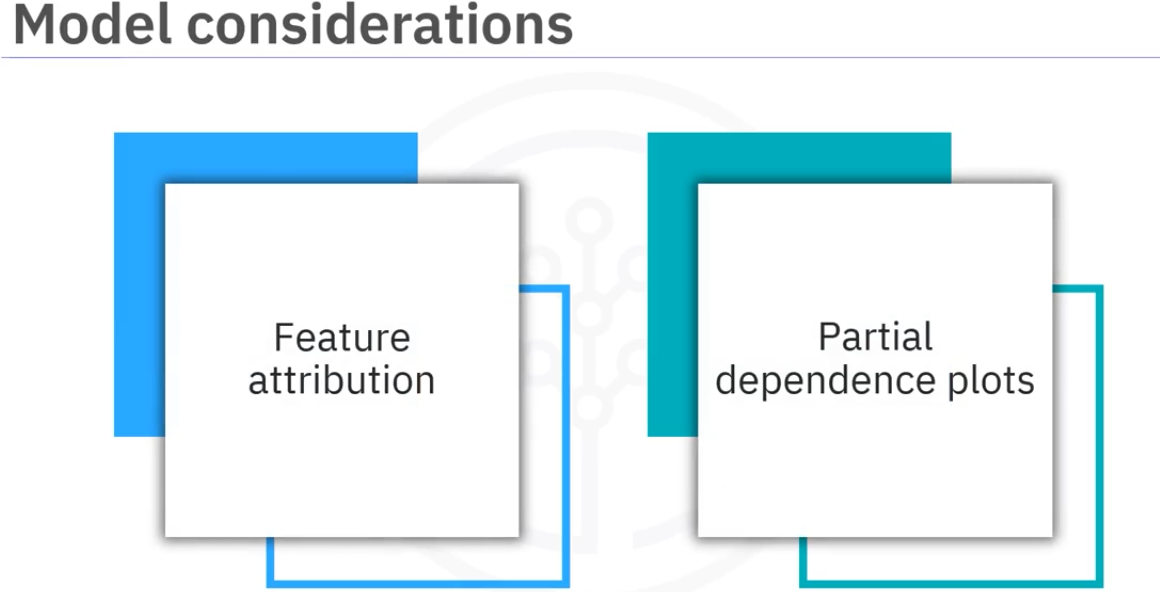 Model considerations
Feature
attribution
Partial
dependence plots